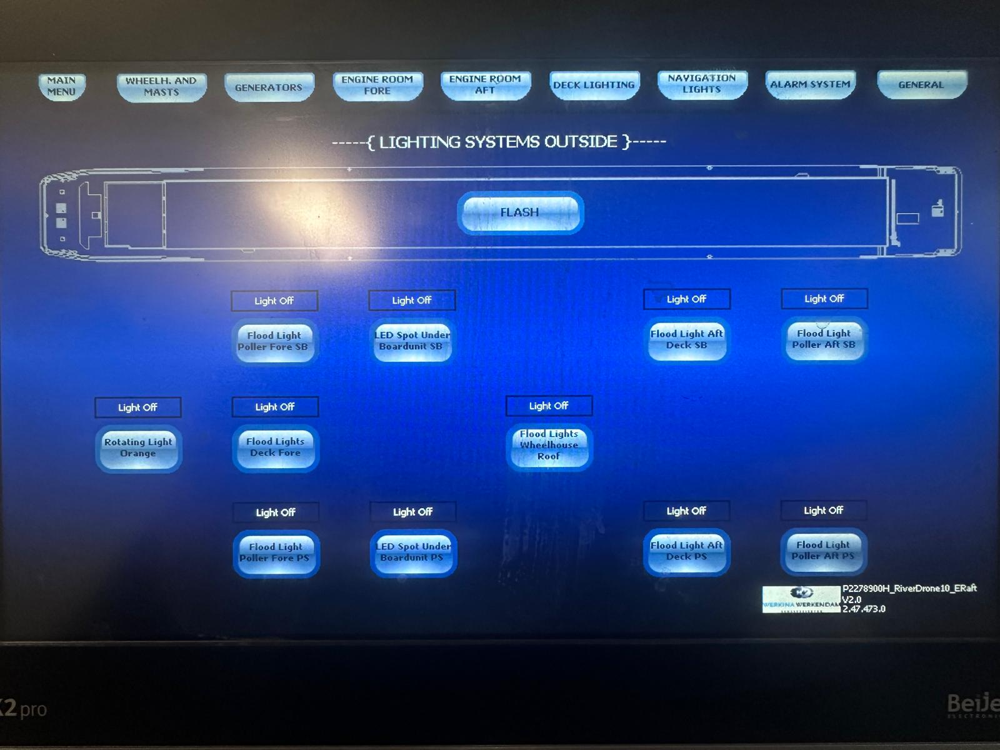 MAIN
MENU
WHEELH. AND
MASTS
GENERATORS
ENGINE ROOM
FORE
ENGINE ROOM
AFT
DECK LIGHTING
NAVIGATION
LIGHTS
ALARM SYSTEM
GENERAL
-----{ LIGHTING SYSTEMS OUTSIDE }-----
FLASH
Light Off
Light Off
Light Off
Light Off
Flood Light
Poller Fore SB
LED Spot Under
Boardunit SB
Flood Light Aft
Deck SB
Flood Light
Poller Aft SB
Light Off
Light Off
Light Off
Rotating Light
Orange
Flood Lights
Deck Fore
Flood Lights
Wheelhouse
Roof
Light Off
Light Off
Light Off
Light Off
Flood Light
Poller Fore PS
LED Spot Under
Boardunit PS
Flood Light Aft
Deck PS
Flood Light
Poller Aft PS
WERKINA WERKENDAM
P2278900H_RiverDrone10_ERaft
V2.0
2.47.473.0
X2 pro
Beije
ELECTRONI